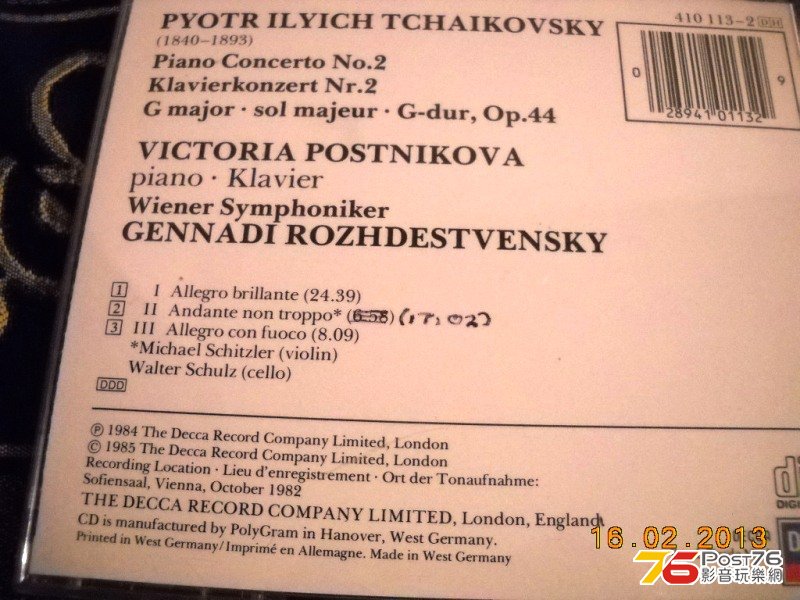 PYOTR ILYICH TCHAIKOVSKY
410 113-2 DDD
(1840-1893)
Piano Concerto No.2
Klavierkonzert Nr.2
G major · sol majeur · G-dur, Op.44
0 28941 01132 9
VICTORIA POSTNIKOVA
piano · Klavier
Wiener Symphoniker
GENNADI ROZHDESTVENSKY
1 I Allegro brillante (24.39)
2 II Andante non troppo* (6.58) (17,02)
3 III Allegro con fuoco (8.09)
*Michael Schitzler (violin)
Walter Schulz (cello)
DDD
℗ 1984 The Decca Record Company Limited, London
© 1985 The Decca Record Company Limited, London
Recording Location · Lieu d'enregistrement · Ort der Tonaufnahme:
Sofiensaal, Vienna, October 1982
THE DECCA RECORD COMPANY LIMITED, London, England
CD is manufactured by PolyGram in Hanover, West Germany.
Printed in West Germany/Imprimé en Allemagne. Made in West Germany
16.02.2013
76 Post76
影音玩樂網